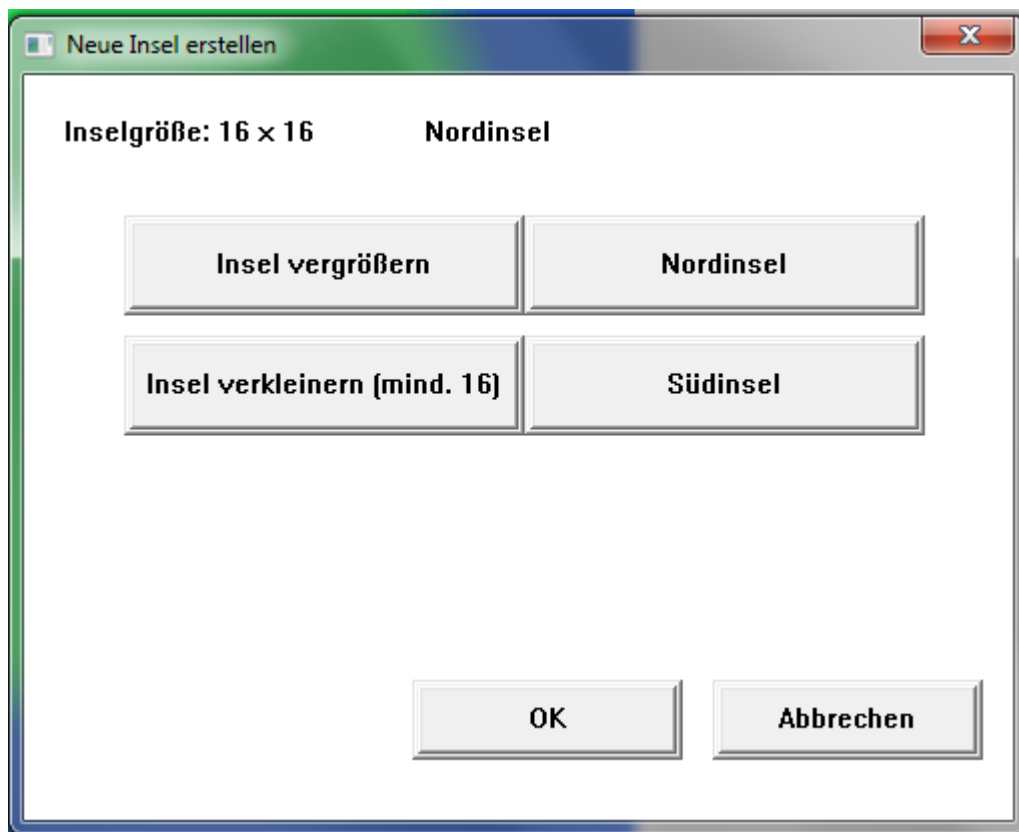 Neue Insel erstellen
Inselgröße: 16 x 16 Nordinsel
Insel vergrößern Nordinsel
Insel verkleinern (mind. 16) Südinsel
OK Abbrechen